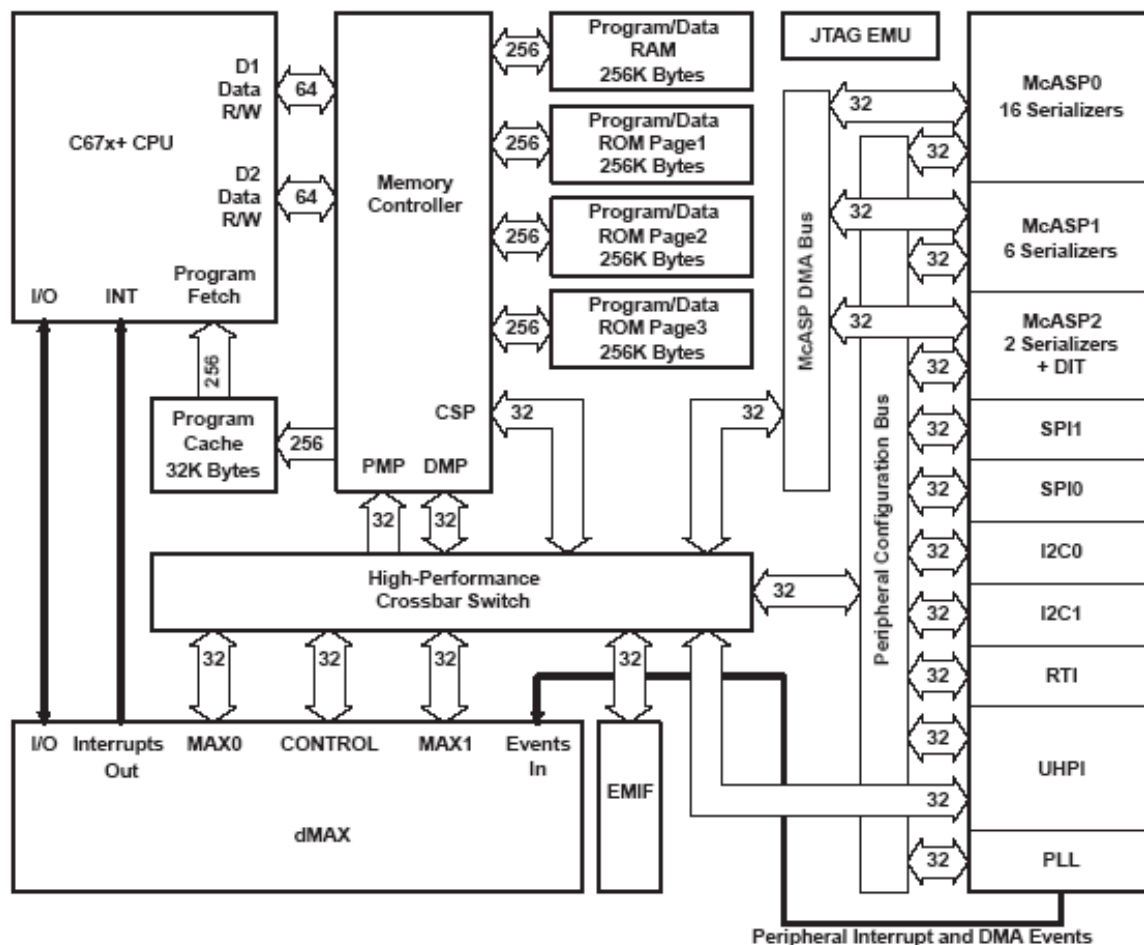 D1
Data
R/W
64
C67x+ CPU
D2
Data
R/W
64
Program
Fetch
I/O
INT
256
Program
Cache
32K Bytes
256
Memory
Controller
CSP
PMP
DMP
32
32
32
256
Program/Data
RAM
256K Bytes
256
Program/Data
ROM Page1
256K Bytes
256
Program/Data
ROM Page2
256K Bytes
256
Program/Data
ROM Page3
256K Bytes
JTAG EMU
McASP DMA Bus
32
Peripheral Configuration Bus
32
32
McASP0
16 Serializers
32
32
McASP1
6 Serializers
32
32
McASP2
2 Serializers
+ DIT
32
SPI1
32
SPI0
32
I2C0
32
I2C1
32
RTI
32
UHPI
32
32
PLL
32
High-Performance
Crossbar Switch
32
32
32
32
I/O
Interrupts
Out
MAX0
CONTROL
MAX1
Events
In
dMAX
EMIF
Peripheral Interrupt and DMA Events